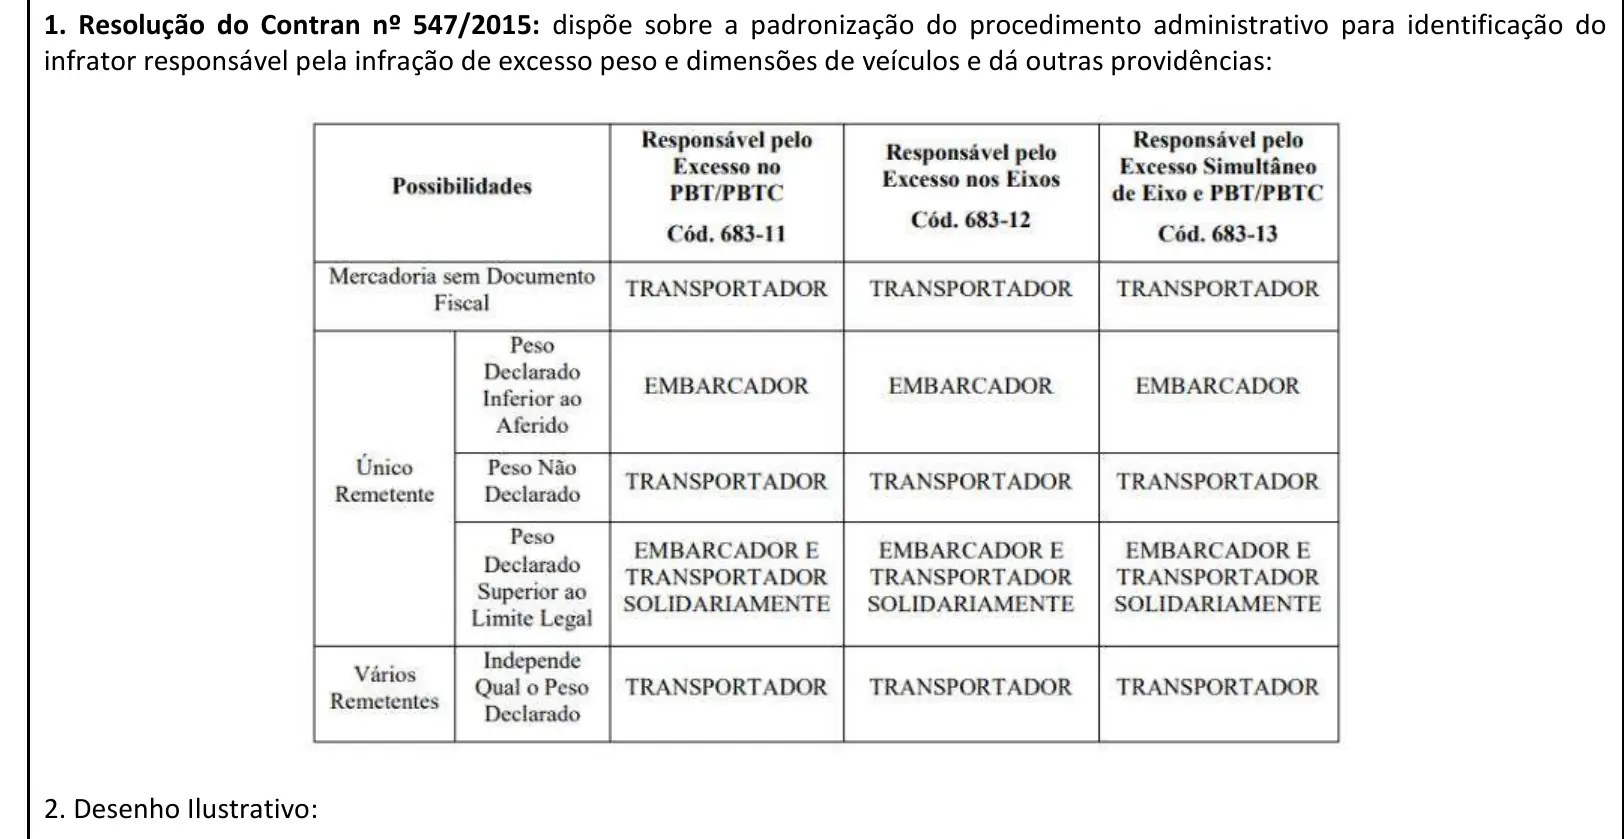 1. Resolução do Contran nº 547/2015: dispõe sobre a padronização do procedimento administrativo para identificação do
infrator responsável pela infração de excesso peso e dimensões de veículos e dá outras providências:
Possibilidades
Responsável pelo
Excesso no
PBT/PBTC
Cód. 683-11
Responsável pelo
Excesso nos Eixos
Cód. 683-12
Responsável pelo
Excesso Simultâneo
de Eixo e PBT/PBTC
Cód. 683-13
Mercadoria sem Documento
Fiscal
TRANSPORTADOR
TRANSPORTADOR
TRANSPORTADOR
Único
Remetente
Peso
Declarado
Inferior ao
Aferido
EMBARCADOR
EMBARCADOR
EMBARCADOR
Peso Não
Declarado
TRANSPORTADOR
TRANSPORTADOR
TRANSPORTADOR
Peso
Declarado
Superior ao
Limite Legal
EMBARCADOR E
TRANSPORTADOR
SOLIDARIAMENTE
EMBARCADOR E
TRANSPORTADOR
SOLIDARIAMENTE
EMBARCADOR E
TRANSPORTADOR
SOLIDARIAMENTE
Vários
Remetentes
Independe
Qual o Peso
Declarado
TRANSPORTADOR
TRANSPORTADOR
TRANSPORTADOR
2. Desenho Ilustrativo: